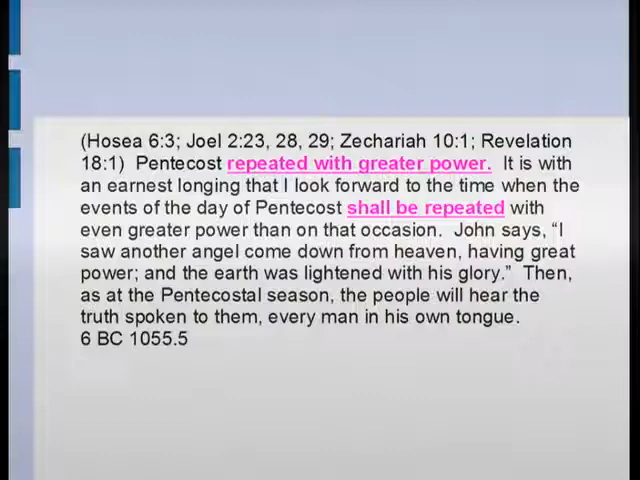 (Hosea 6:3; Joel 2:23, 28, 29; Zechariah 10:1; Revelation
18:1)  Pentecost repeated with greater power.  It is with
an earnest longing that I look forward to the time when the
events of the day of Pentecost shall be repeated with
even greater power than on that occasion.  John says, “I
saw another angel come down from heaven, having great
power; and the earth was lightened with his glory.”  Then,
as at the Pentecostal season, the people will hear the
truth spoken to them, every man in his own tongue.
6 BC 1055.5